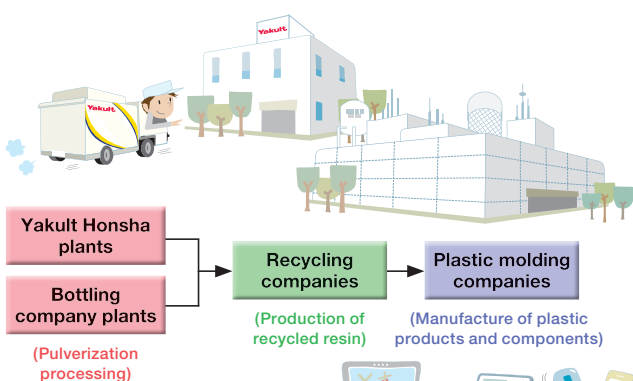 Yakult
Yakult
Yakult Honsha
plants
Bottling
company plants
(Pulverization
processing)
Recycling
companies
(Production of
recycled resin)
Plastic molding
companies
(Manufacture of plastic
products and components)